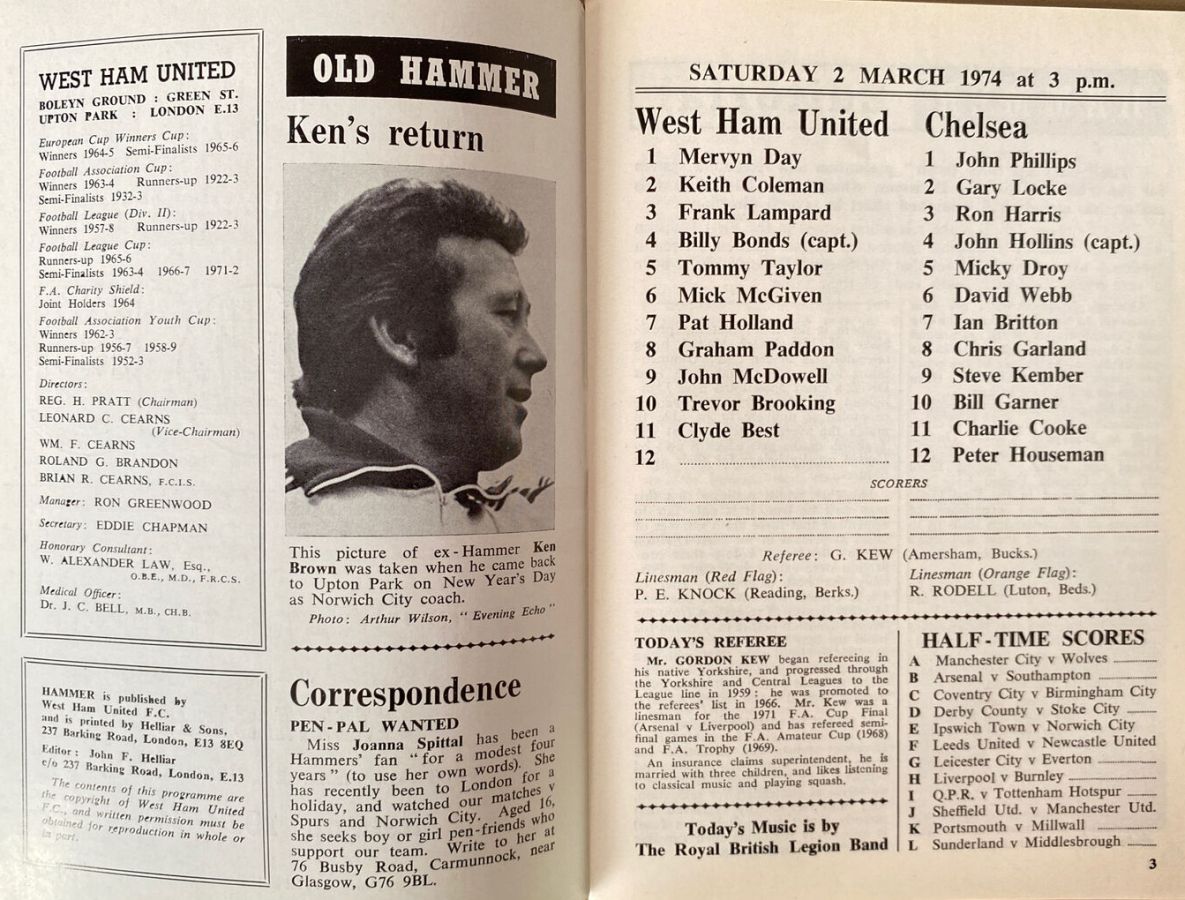 WEST HAM UNITED
BOLEYN GROUND : GREEN ST.
UPTON PARK : LONDON E.13
European Cup Winners Cup:
Winners 1964-5 Semi-Finalists 1965-6
Football Association Cup:
Winners 1963-4 Runners-up 1922-3
Semi-Finalists 1932-3
Football League (Div. II):
Winners 1957-8 Runners-up 1922-3
Football League Cup:
Runners-up 1965-6
Semi-Finalists 1963-4 1966-7 1971-2
F.A. Charity Shield:
Joint Holders 1964
Football Association Youth Cup:
Winners 1962-3
Runners-up 1956-7 1958-9
Semi-Finalists 1952-3
Directors:
REG. H. PRATT (Chairman)
LEONARD C. CEARNS
(Vice-Chairman)
WM. F. CEARNS
ROLAND G. BRANDON
BRIAN R. CEARNS, F.C.I.S.
Manager: RON GREENWOOD
Secretary: EDDIE CHAPMAN
Honorary Consultant:
W. ALEXANDER LAW, Esq.,
O.B.E., M.D., F.R.C.S.
Medical Officer:
Dr. J. C. BELL, M.B., CH.B.
HAMMER is published by
West Ham United F.C.
and is printed by Helliar & Sons,
237 Barking Road, London, E13 8EQ
Editor: John F. Helliar
c/o 237 Barking Road, London, E.13
The contents of this programme are
the copyright of West Ham United
F.C., and written permission must be
obtained for reproduction in whole or
in part.
OLD HAMMER
Ken's return
This picture of ex-Hammer Ken
Brown was taken when he came back
to Upton Park on New Year's Day
as Norwich City coach.
Photo: Arthur Wilson, "Evening Echo"
Correspondence
PEN-PAL WANTED
Miss Joanna Spittal has been a
Hammers' fan "for a modest four
years" (to use her own words). She
has recently been to London for a
holiday, and watched our matches v
Spurs and Norwich City. Aged 16,
she seeks boy or girl pen-friends who
support our team. Write to her at
76 Busby Road, Carmunnock, near
Glasgow, G76 9BL.
SATURDAY 2 MARCH 1974 at 3 p.m.
West Ham United Chelsea
1 Mervyn Day 1 John Phillips
2 Keith Coleman 2 Gary Locke
3 Frank Lampard 3 Ron Harris
4 Billy Bonds (capt.) 4 John Hollins (capt.)
5 Tommy Taylor 5 Micky Droy
6 Mick McGiven 6 David Webb
7 Pat Holland 7 Ian Britton
8 Graham Paddon 8 Chris Garland
9 John McDowell 9 Steve Kember
10 Trevor Brooking 10 Bill Garner
11 Clyde Best 11 Charlie Cooke
12 12 Peter Houseman
SCORERS
Referee: G. KEW (Amersham, Bucks.)
Linesman (Red Flag): Linesman (Orange Flag):
P. E. KNOCK (Reading, Berks.) R. RODELL (Luton, Beds.)
TODAY'S REFEREE
Mr. GORDON KEW began refereeing in
his native Yorkshire, and progressed through
the Yorkshire and Central Leagues to the
League line in 1959: he was promoted to
the referees' list in 1966. Mr. Kew was a
linesman for the 1971 F.A. Cup Final
(Arsenal v Liverpool) and has refereed semi-
final games in the F.A. Amateur Cup (1968)
and F.A. Trophy (1969).
An insurance claims superintendent, he is
married with three children, and likes listening
to classical music and playing squash.
Today's Music is by
The Royal British Legion Band
HALF-TIME SCORES
A Manchester City v Wolves
B Arsenal v Southampton
C Coventry City v Birmingham City
D Derby County v Stoke City
E Ipswich Town v Norwich City
F Leeds United v Newcastle United
G Leicester City v Everton
H Liverpool v Burnley
I Q.P.R. v Tottenham Hotspur
J Sheffield Utd. v Manchester Utd.
K Portsmouth v Millwall
L Sunderland v Middlesbrough
3